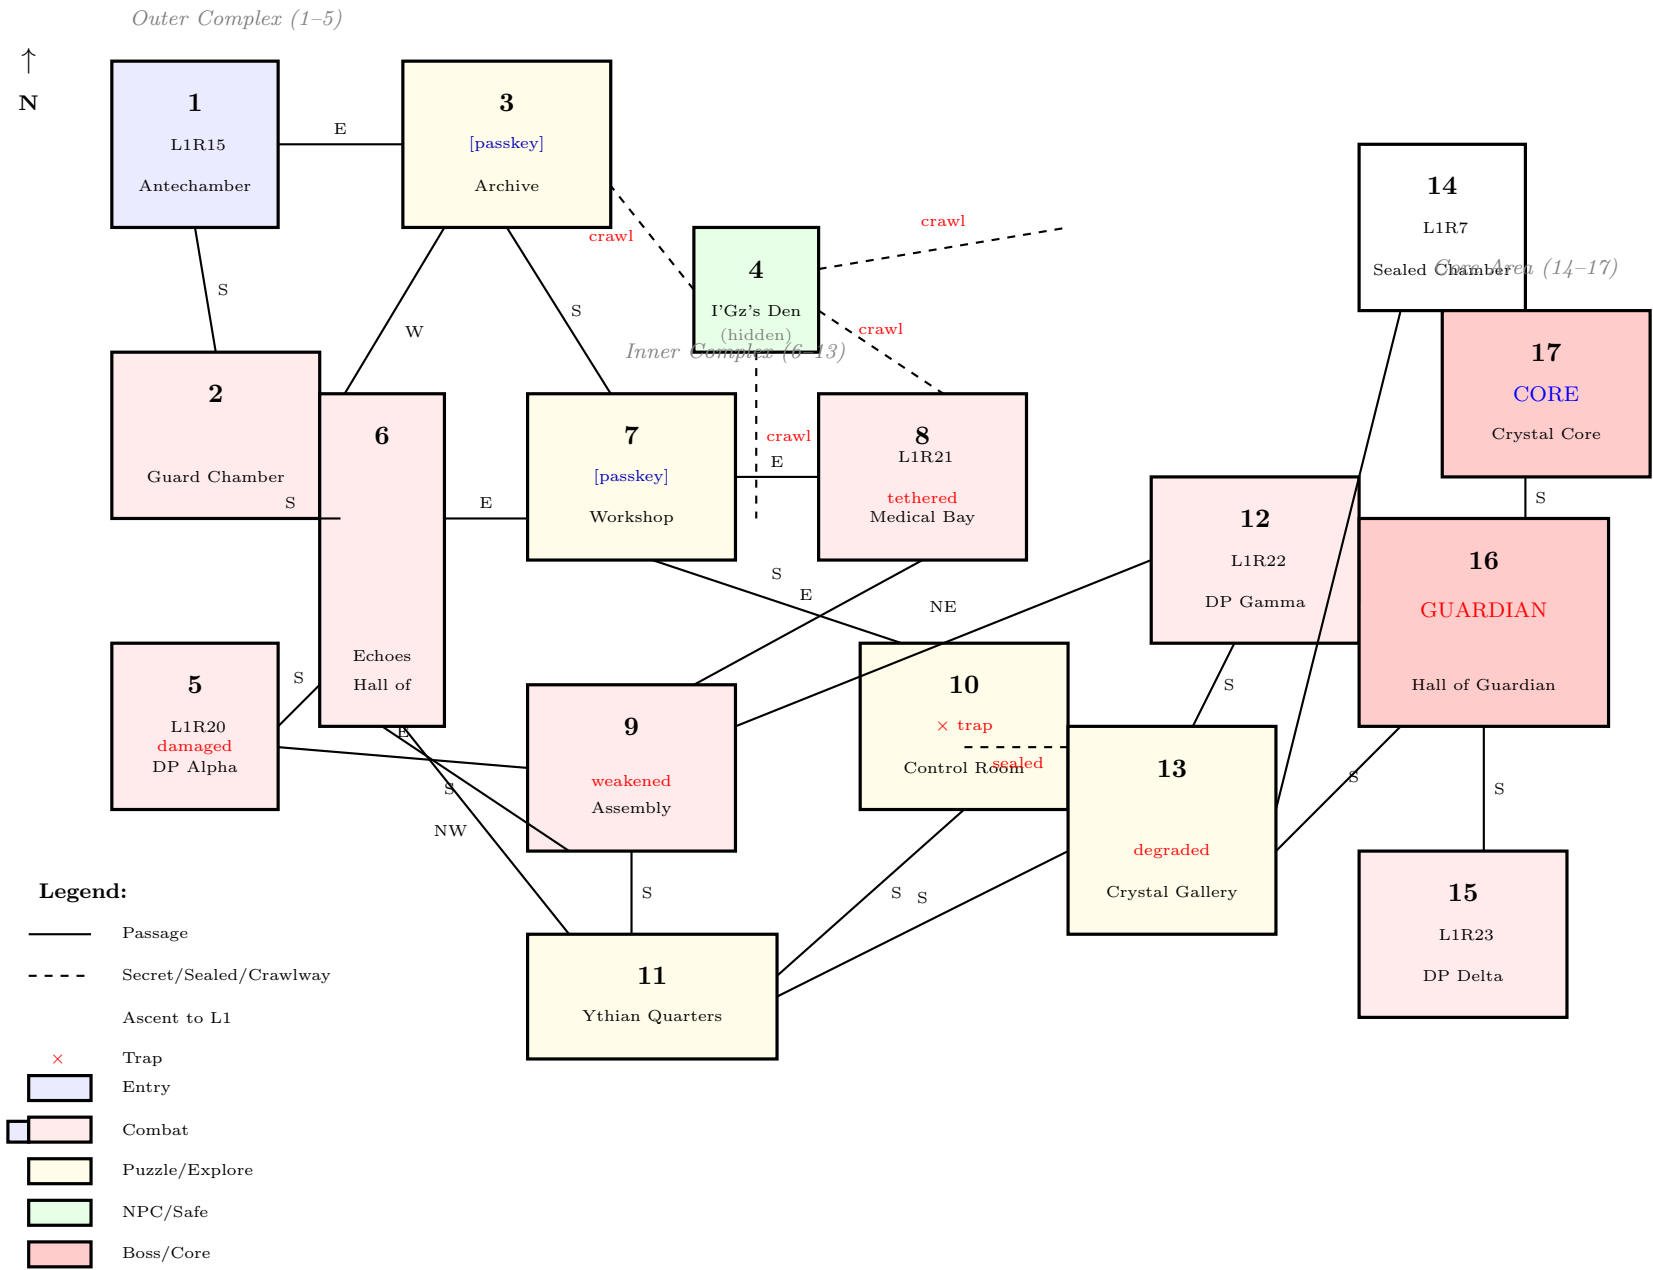 Outer Complex (1–5)
↑
N
1
L1R15
Antechamber
E
3
[passkey]
Archive
crawl
crawl
4
I'Gz's Den
(hidden)
crawl
14
L1R7
Sealed Chamber
Core Area (14–17)
S
W
S
Inner Complex (6–13)
17
CORE
Crystal Core
S
2
Guard Chamber
S
6
Echoes
Hall of
E
7
[passkey]
Workshop
crawl
E
8
L1R21
tethered
Medical Bay
12
L1R22
DP Gamma
16
GUARDIAN
Hall of Guardian
S
E
NE
S
5
L1R20
damaged
DP Alpha
E
S
NW
9
weakened
Assembly
10
× trap
Control Room
sealed
S
13
degraded
Crystal Gallery
S
S
S
S
S
15
L1R23
DP Delta
11
Ythian Quarters
Legend:
Passage
Secret/Sealed/Crawlway
Ascent to L1
× Trap
Entry
Combat
Puzzle/Explore
NPC/Safe
Boss/Core